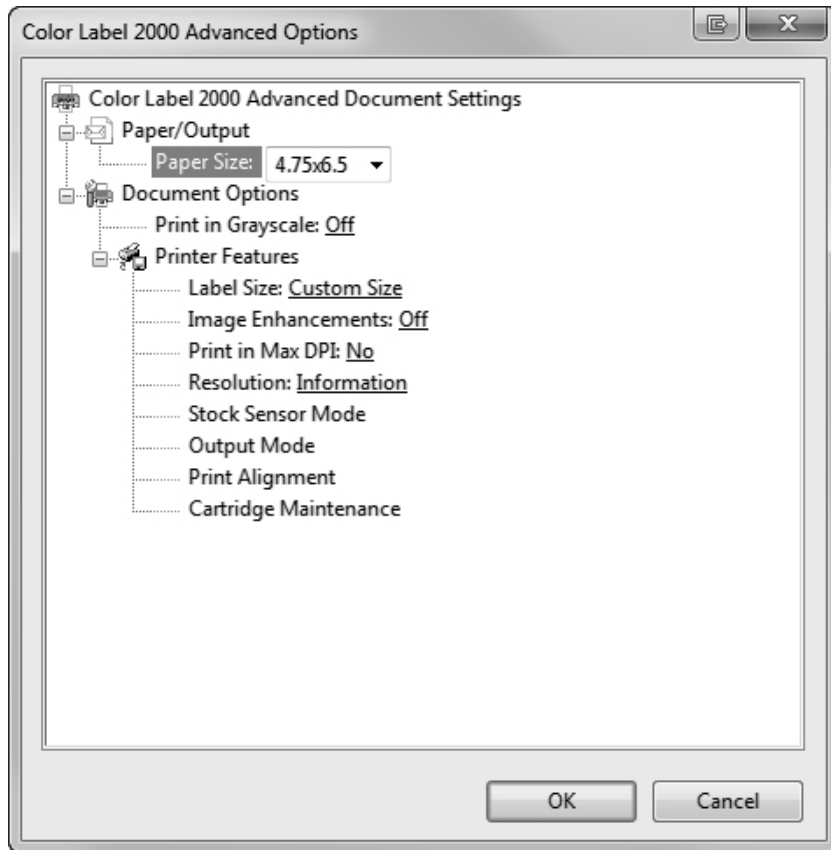 Color Label 2000 Advanced Options
Color Label 2000 Advanced Document Settings
Paper/Output
Paper Size: 4.75x6.5
Document Options
Print in Grayscale: Off
Printer Features
Label Size: Custom Size
Image Enhancements: Off
Print in Max DPI: No
Resolution: Information
Stock Sensor Mode
Output Mode
Print Alignment
Cartridge Maintenance
OK Cancel